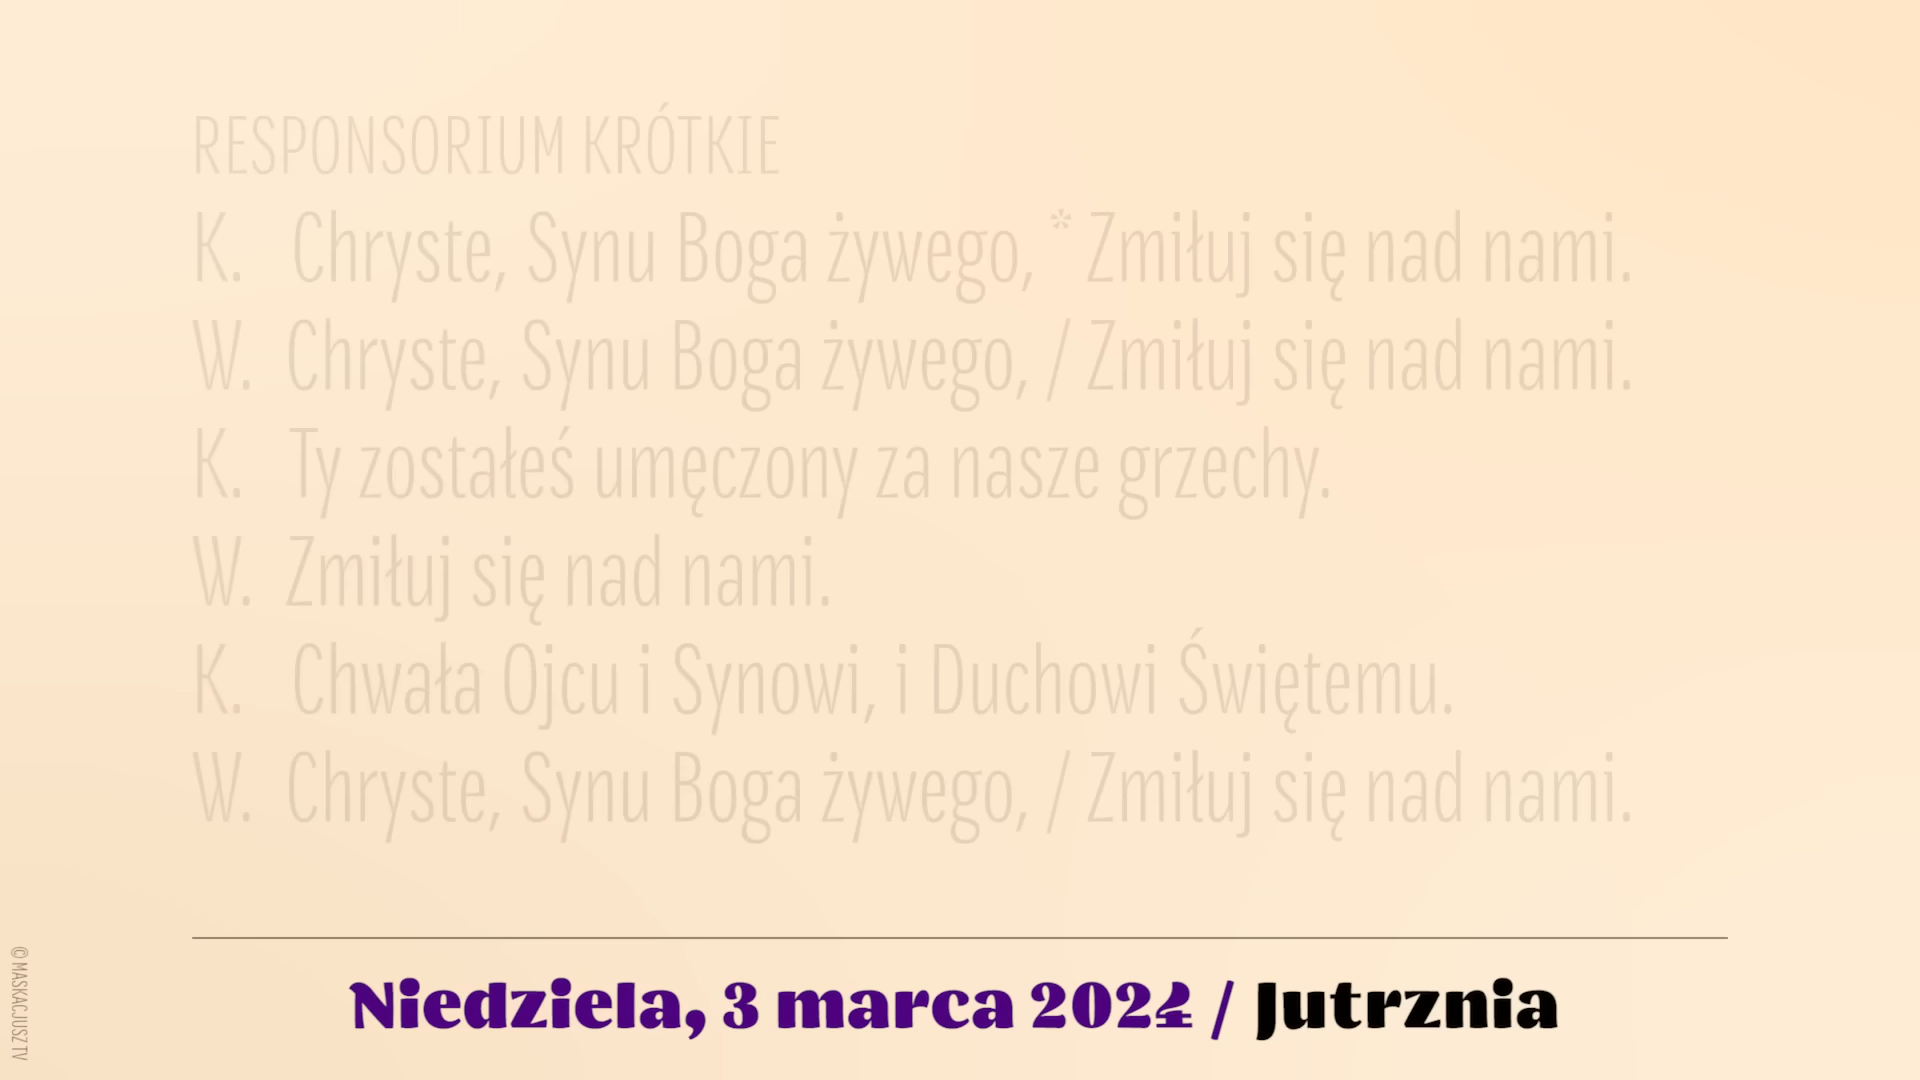 RESPONSORIUM KRÓTKIE
K. Chryste, Synu Boga żywego, * Zmiłuj się nad nami.
W. Chryste, Synu Boga żywego, / Zmiłuj się nad nami.
K. Ty zostałeś umęczony za nasze grzechy.
W. Zmiłuj się nad nami.
K. Chwała Ojcu i Synowi, i Duchowi Świętemu.
W. Chryste, Synu Boga żywego, / Zmiłuj się nad nami.
Niedziela, 3 marca 2024 / Jutrznia
© MASKACJUSZ TV